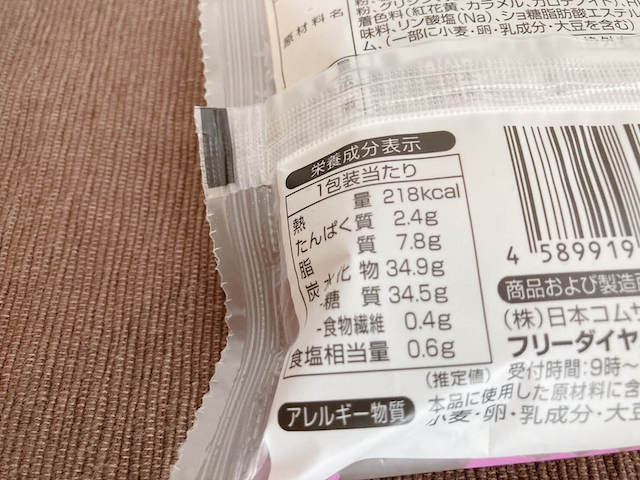 原材料名
着色料(紅花黄、カラメル、カロテノイド)、
味料、リン酸塩(Na)、ショ糖脂肪酸エステ
ム、(一部に小麦・卵・乳成分・大豆を含む)
栄養成分表示
1包装当たり
熱量 218kcal
たんぱく質 2.4g
脂質 7.8g
炭水化物 34.9g
-糖質 34.5g
-食物繊維 0.4g
食塩相当量 0.6g
(推定値)
アレルギー物質
4 589919
商品および製造
(株)日本コムサ
フリーダイヤ
受付時間:9時~
本品に使用した原材料に含
小麦・卵・乳成分・大豆